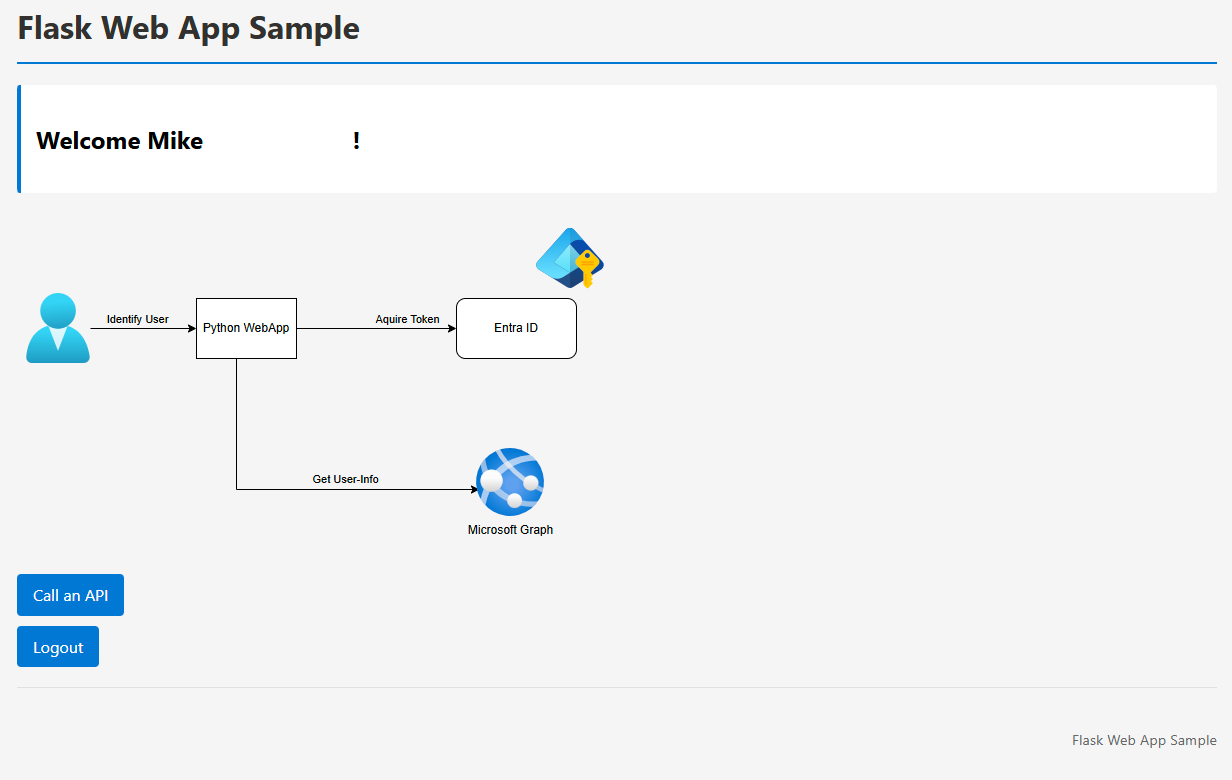 Flask Web App Sample
Welcome Mike !
Identify User
Python WebApp
Aquire Token
Entra ID
Get User-Info
Microsoft Graph
Call an API
Logout
Flask Web App Sample